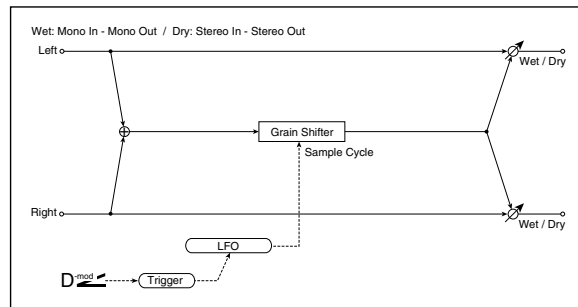 Wet: Mono In - Mono Out / Dry: Stereo In - Stereo Out
Left
Wet / Dry
Grain Shifter
Sample Cycle
Right
Wet / Dry
LFO
D-mod
Trigger